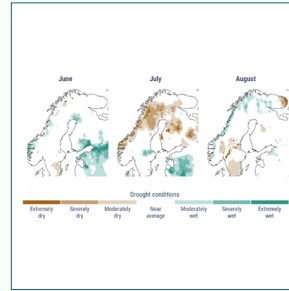 June July August
Drought conditions
Extremely dry
Severely dry
Moderately dry
Near average
Moderately wet
Severely wet
Extremely wet